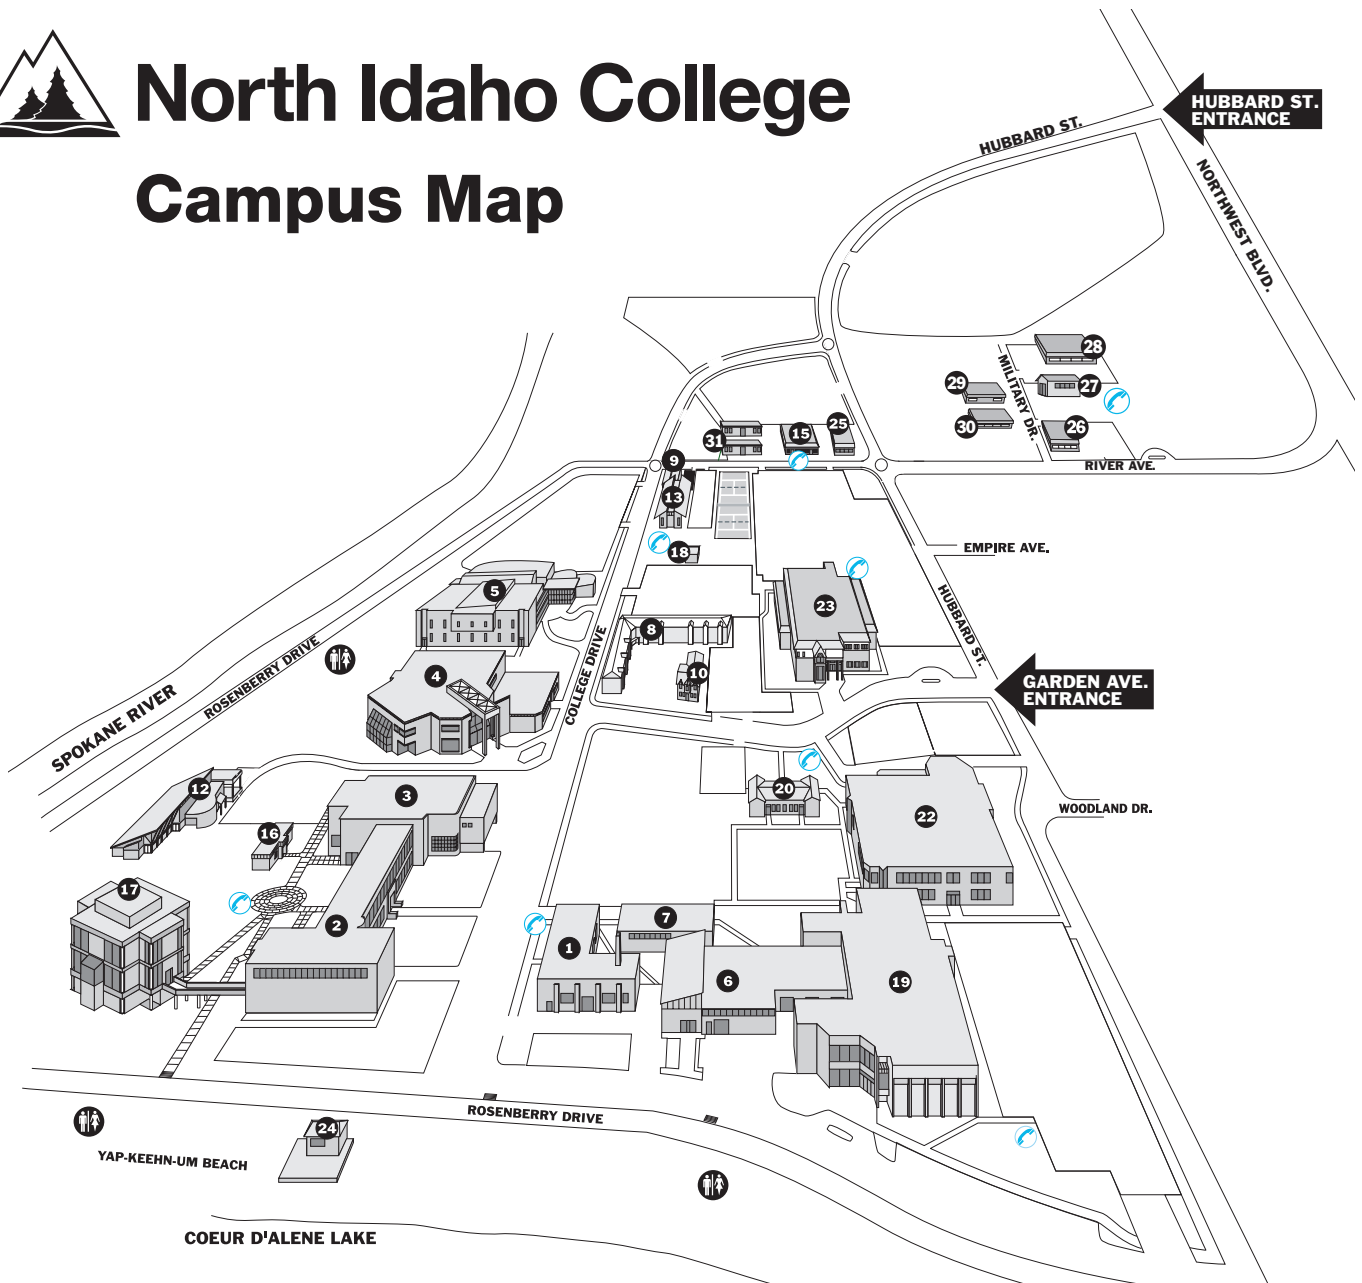 North Idaho College
Campus Map
HUBBARD ST.
ENTRANCE
HUBBARD ST.
NORTHWEST BLVD.
28
MILITARY DR.
29
27
30
26
25
15
31
9
RIVER AVE.
13
EMPIRE AVE.
18
5
23
HUBBARD ST.
8
ROSENBERRY DRIVE
COLLEGE DRIVE
4
10
GARDEN AVE.
ENTRANCE
SPOKANE RIVER
12
3
20
WOODLAND DR.
22
16
17
2
7
1
6
19
ROSENBERRY DRIVE
24
YAP-KEEHN-UM BEACH
COEUR D'ALENE LAKE